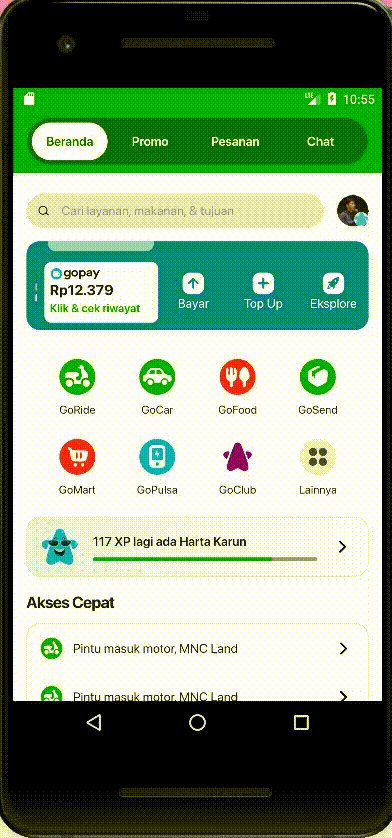 LTE 10:55
Beranda Promo Pesanan Chat
Cari layanan, makanan, & tujuan
gopay
Rp12.379
Klik & cek riwayat
Bayar Top Up Eksplore
GoRide GoCar GoFood GoSend
GoMart GoPulsa GoClub Lainnya
117 XP lagi ada Harta Karun
Akses Cepat
Pintu masuk motor, MNC Land
Pintu masuk motor, MNC Land